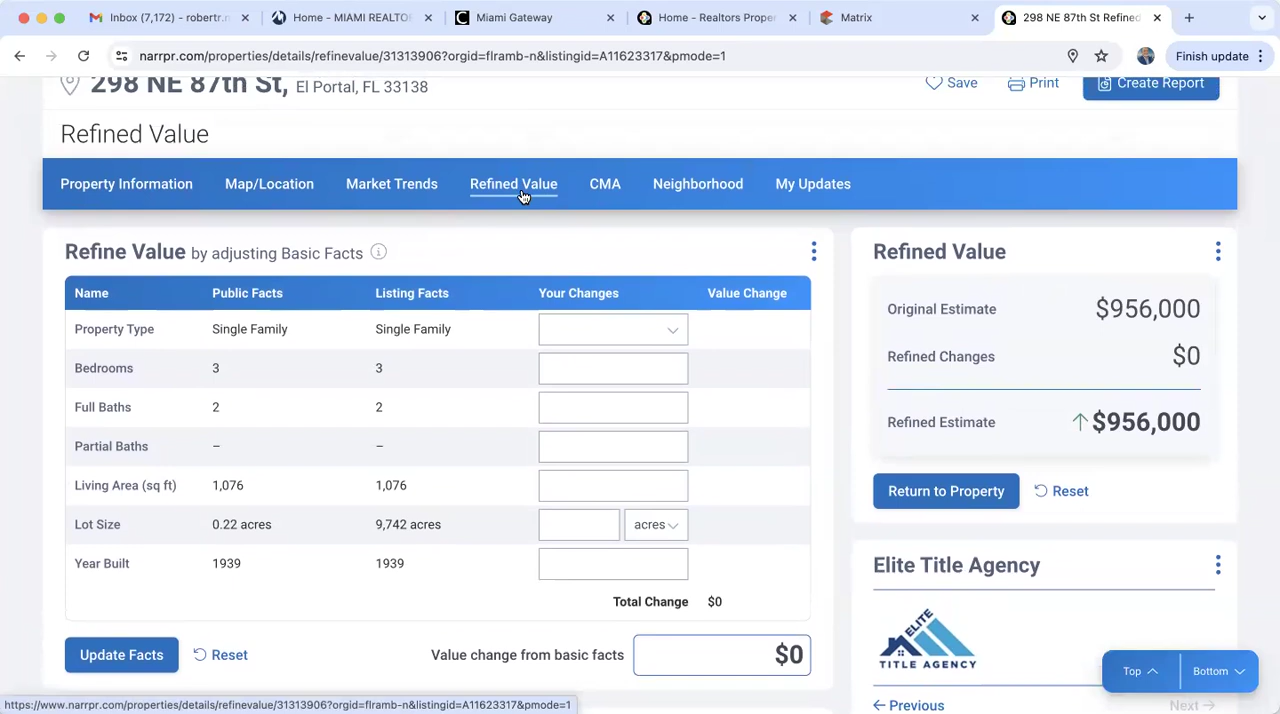 Inbox (7,172) – robertr.m
Home - MIAMI REALTO
Miami Gateway
Home - Realtors Prope
Matrix
298 NE 87th St Refined
narrpr.com/properties/details/refinevalue/31313906?orgid=flramb-n&listingid=A11623317&pmode=1
Finish update
298 NE 87th St, El Portal, FL 33138
Save
Print
Create Report
Refined Value
Property Information Map/Location Market Trends Refined Value CMA Neighborhood My Updates
Refine Value by adjusting Basic Facts
Name Public Facts Listing Facts Your Changes Value Change
Property Type Single Family Single Family
Bedrooms 3 3
Full Baths 2 2
Partial Baths – –
Living Area (sq ft) 1,076 1,076
Lot Size 0.22 acres 9,742 acres acres
Year Built 1939 1939
Total Change $0
Update Facts Reset Value change from basic facts $0
Refined Value
Original Estimate $956,000
Refined Changes $0
Refined Estimate $956,000
Return to Property Reset
Elite Title Agency
ELITE
TITLE AGENCY
Top Bottom
Previous Next
https://www.narrpr.com/properties/details/refinevalue/31313906?orgid=flramb-n&listingid=A11623317&pmode=1